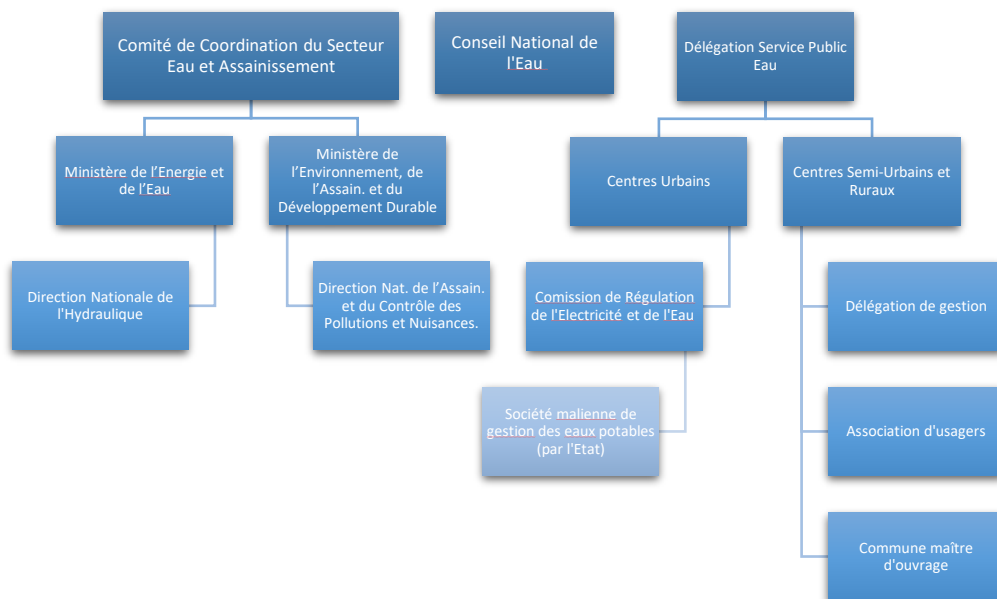 Comité de Coordination du Secteur
Eau et Assainissement
Conseil National de
l'Eau
Délégation Service Public
Eau
Ministère de l'Energie et
de l'Eau
Ministère de
l'Environnement, de
l'Assain. et du
Développement Durable
Centres Urbains
Centres Semi-Urbains et
Ruraux
Direction Nationale de
l'Hydraulique
Direction Nat. de l'Assain.
et du Contrôle des
Pollutions et Nuisances.
Comission de Régulation
de l'Electricité et de l'Eau
Délégation de gestion
Société malienne de
gestion des eaux potables
(par l'Etat)
Association d'usagers
Commune maître
d'ouvrage